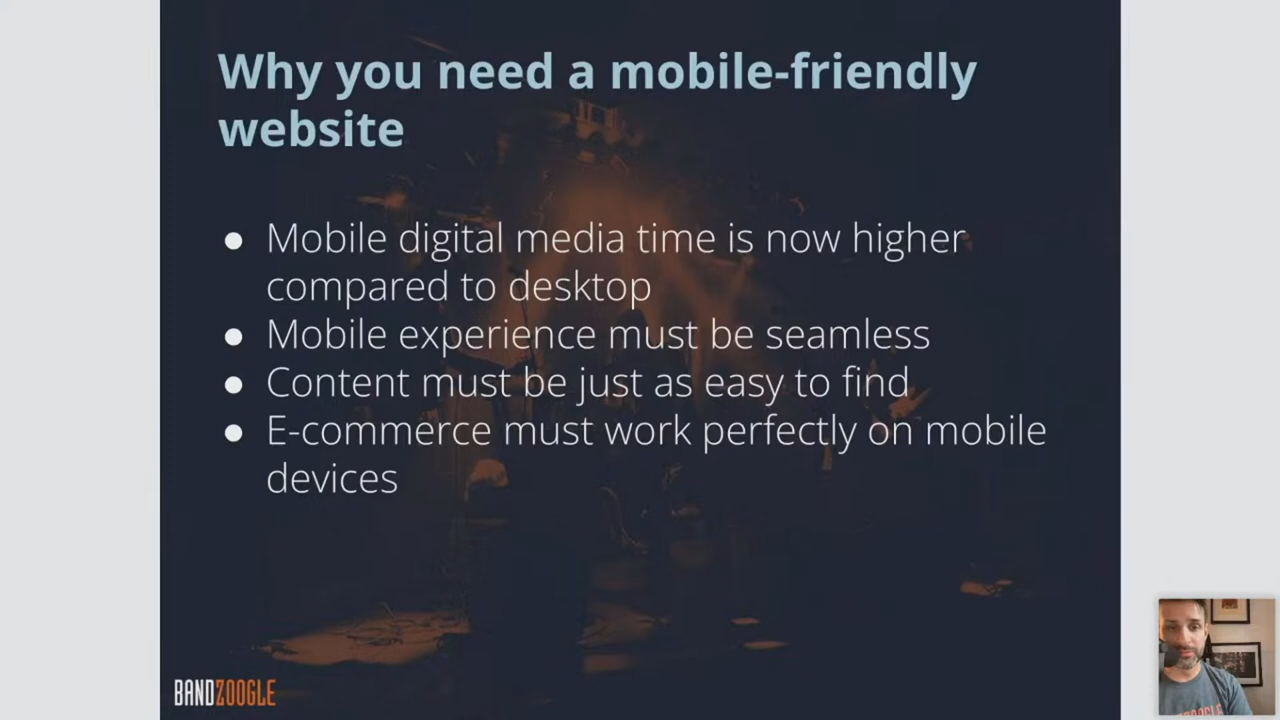 Why you need a mobile-friendly
website
● Mobile digital media time is now higher
compared to desktop
● Mobile experience must be seamless
● Content must be just as easy to find
● E-commerce must work perfectly on mobile
devices
BANDZOOGLE